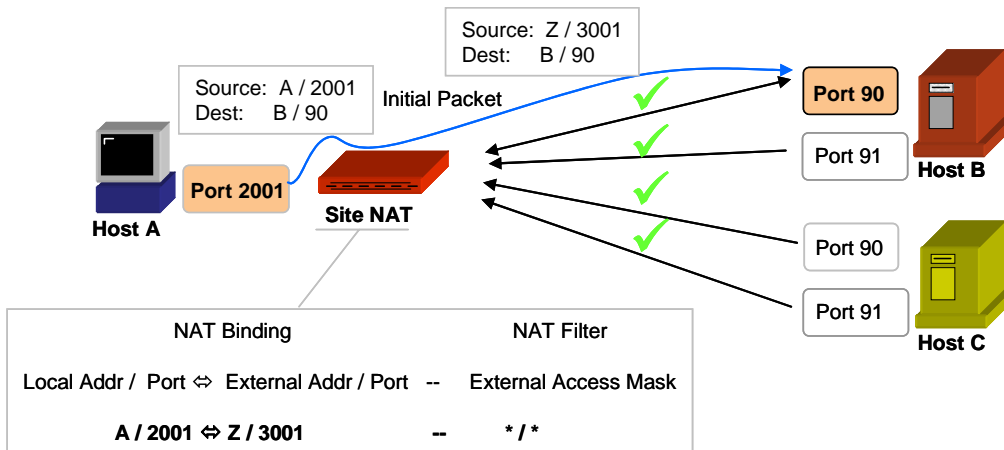 Source: Z / 3001
Dest: B / 90
Source: A / 2001
Dest: B / 90
Initial Packet
Port 90
Port 91
Host B
Port 2001
Host A
Site NAT
Port 90
Port 91
Host C
NAT Binding NAT Filter
Local Addr / Port ⇔ External Addr / Port -- External Access Mask
A / 2001 ⇔ Z / 3001 -- * / *